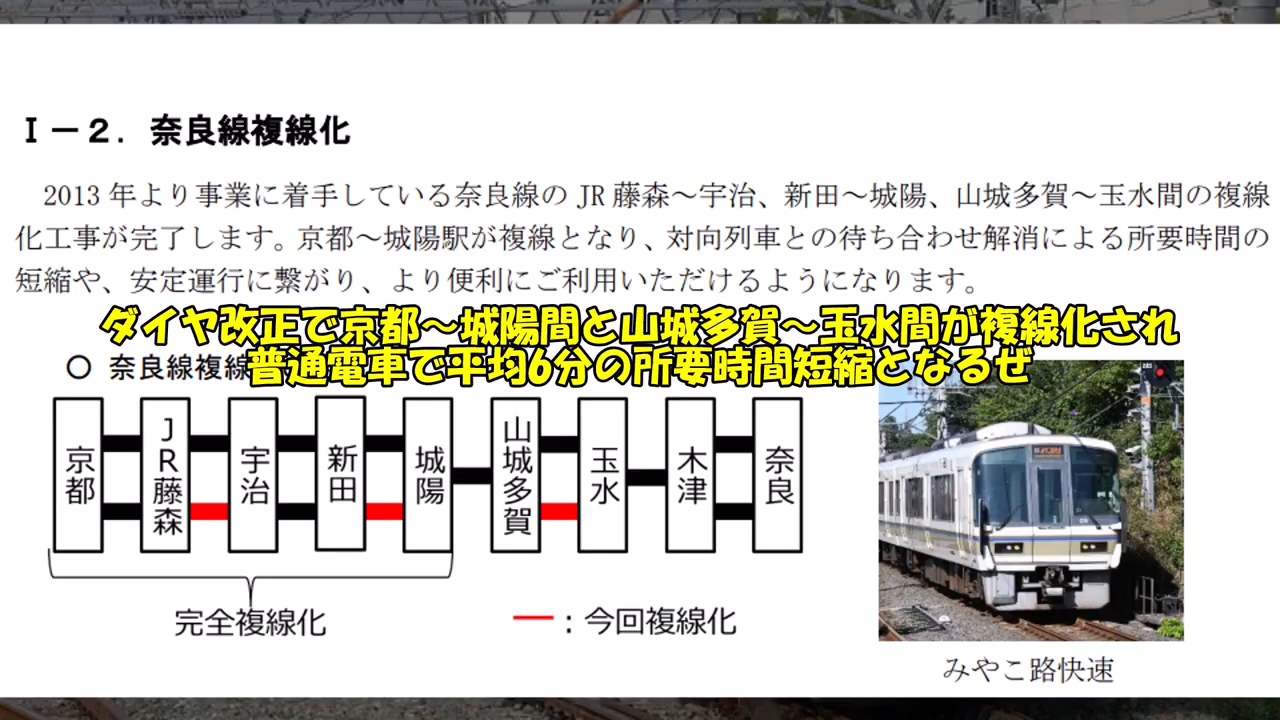 Ⅰ－２．奈良線複線化
2013 年より事業に着手している奈良線の JR 藤森～宇治、新田～城陽、山城多賀～玉水間の複線
化工事が完了します。京都～城陽駅が複線となり、対向列車との待ち合わせ解消による所要時間の
短縮や、安定運行に繋がり、より便利にご利用いただけるようになります。
ダイヤ改正で京都～城陽間と山城多賀～玉水間が複線化され
普通電車で平均6分の所要時間短縮となるぜ
○ 奈良線複線
京都
JR藤森
宇治
新田
城陽
山城多賀
玉水
木津
奈良
完全複線化
：今回複線化
みやこ路快速